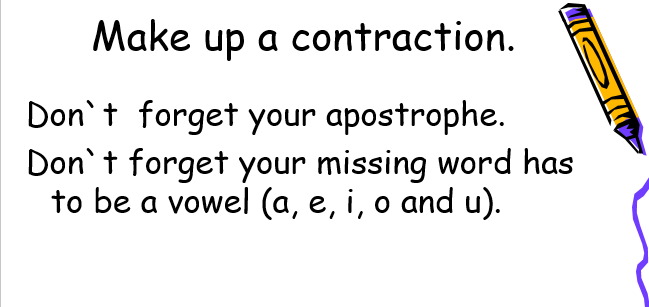 Make up a contraction.
Don`t  forget your apostrophe.
Don`t forget your missing word has
to be a vowel (a, e, i, o and u).